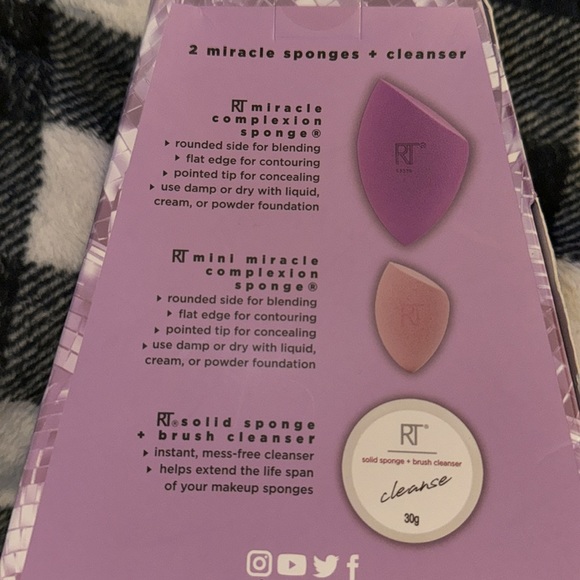 2 miracle sponges + cleanser
RT miracle
complexion
sponge®
▸ rounded side for blending
▸ flat edge for contouring
▸ pointed tip for concealing
▸ use damp or dry with liquid,
cream, or powder foundation
RT®
RT mini miracle
complexion
sponge®
▸ rounded side for blending
▸ flat edge for contouring
▸ pointed tip for concealing
▸ use damp or dry with liquid,
cream, or powder foundation
RT
RT® solid sponge
+ brush cleanser
▸ instant, mess-free cleanser
▸ helps extend the life span
of your makeup sponges
RT®
solid sponge + brush cleanser
cleanse
30g